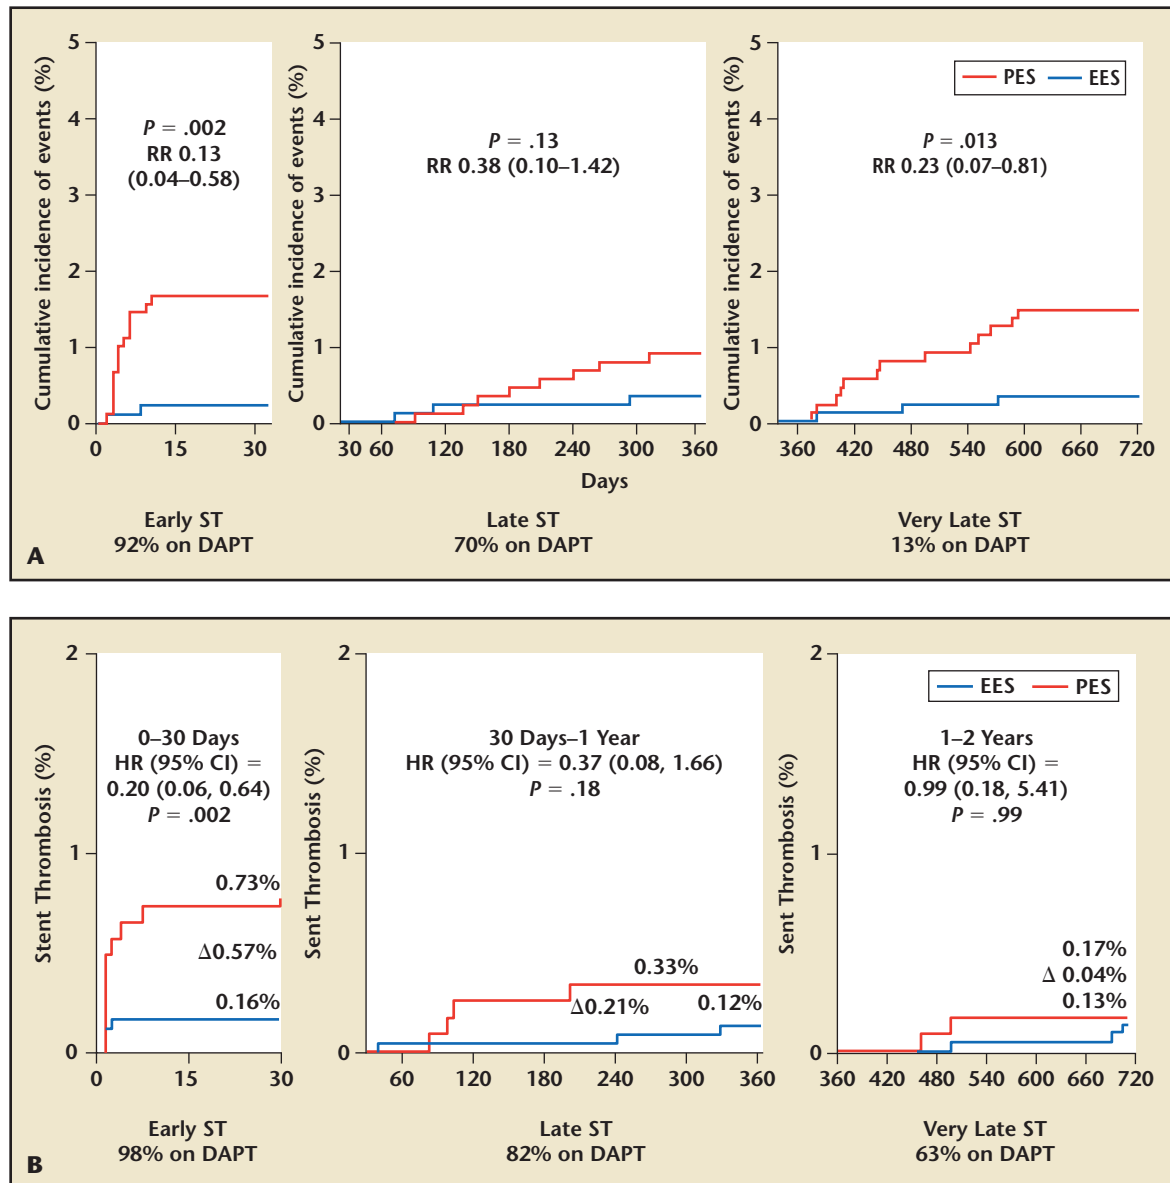 Cumulative incidence of events (%)
5
4
3
2
1
0
P = .002
RR 0.13
(0.04–0.58)
0 15 30
Early ST
92% on DAPT
Cumulative incidence of events (%)
5
4
3
2
1
0
P = .13
RR 0.38 (0.10–1.42)
30 60 120 180 240 300 360
Days
Late ST
70% on DAPT
Cumulative incidence of events (%)
5
4
3
2
1
0
PES EES
P = .013
RR 0.23 (0.07–0.81)
360 420 480 540 600 660 720
Very Late ST
13% on DAPT
A
Stent Thrombosis (%)
2
1
0
0–30 Days
HR (95% CI) =
0.20 (0.06, 0.64)
P = .002
0.73%
Δ0.57%
0.16%
0 15 30
Early ST
98% on DAPT
Sent Thrombosis (%)
2
1
0
30 Days–1 Year
HR (95% CI) = 0.37 (0.08, 1.66)
P = .18
0.33%
Δ0.21% 0.12%
60 120 180 240 300 360
Late ST
82% on DAPT
Sent Thrombosis (%)
2
1
0
EES PES
1–2 Years
HR (95% CI) =
0.99 (0.18, 5.41)
P = .99
0.17%
Δ 0.04%
0.13%
360 420 480 540 600 660 720
Very Late ST
63% on DAPT
B